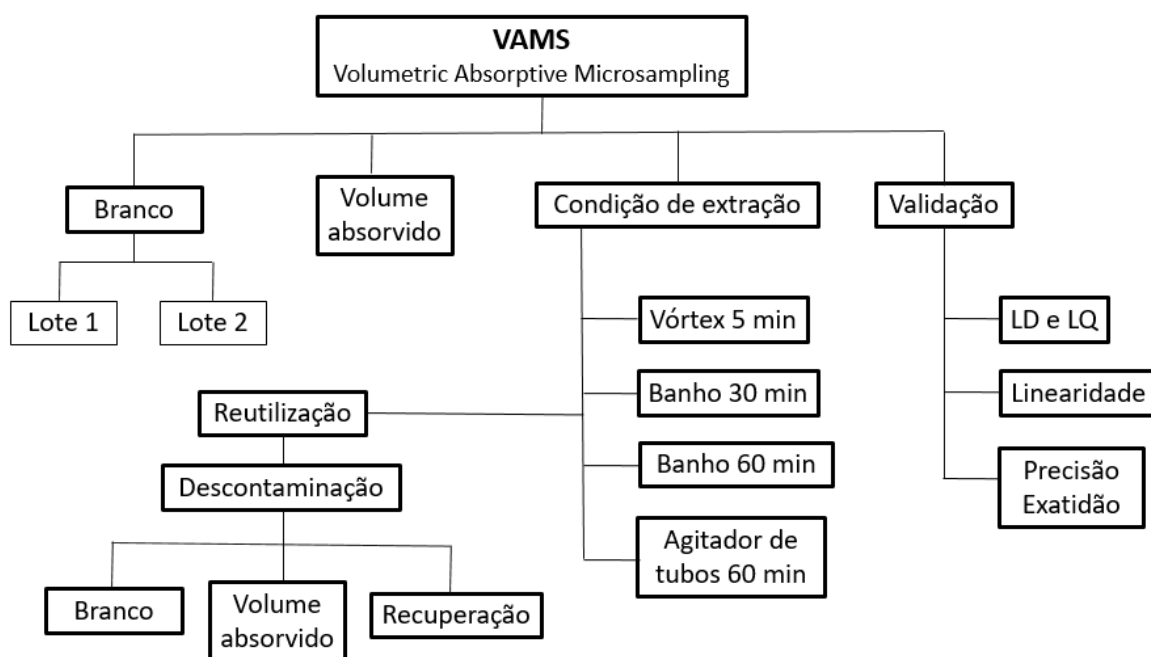 VAMS
Volumetric Absorptive Microsampling
Branco
Volume
absorvido
Condição de extração
Validação
Lote 1
Lote 2
Vórtex 5 min
LD e LQ
Reutilização
Banho 30 min
Linearidade
Descontaminação
Banho 60 min
Precisão
Exatidão
Agitador de
tubos 60 min
Branco
Volume
absorvido
Recuperação